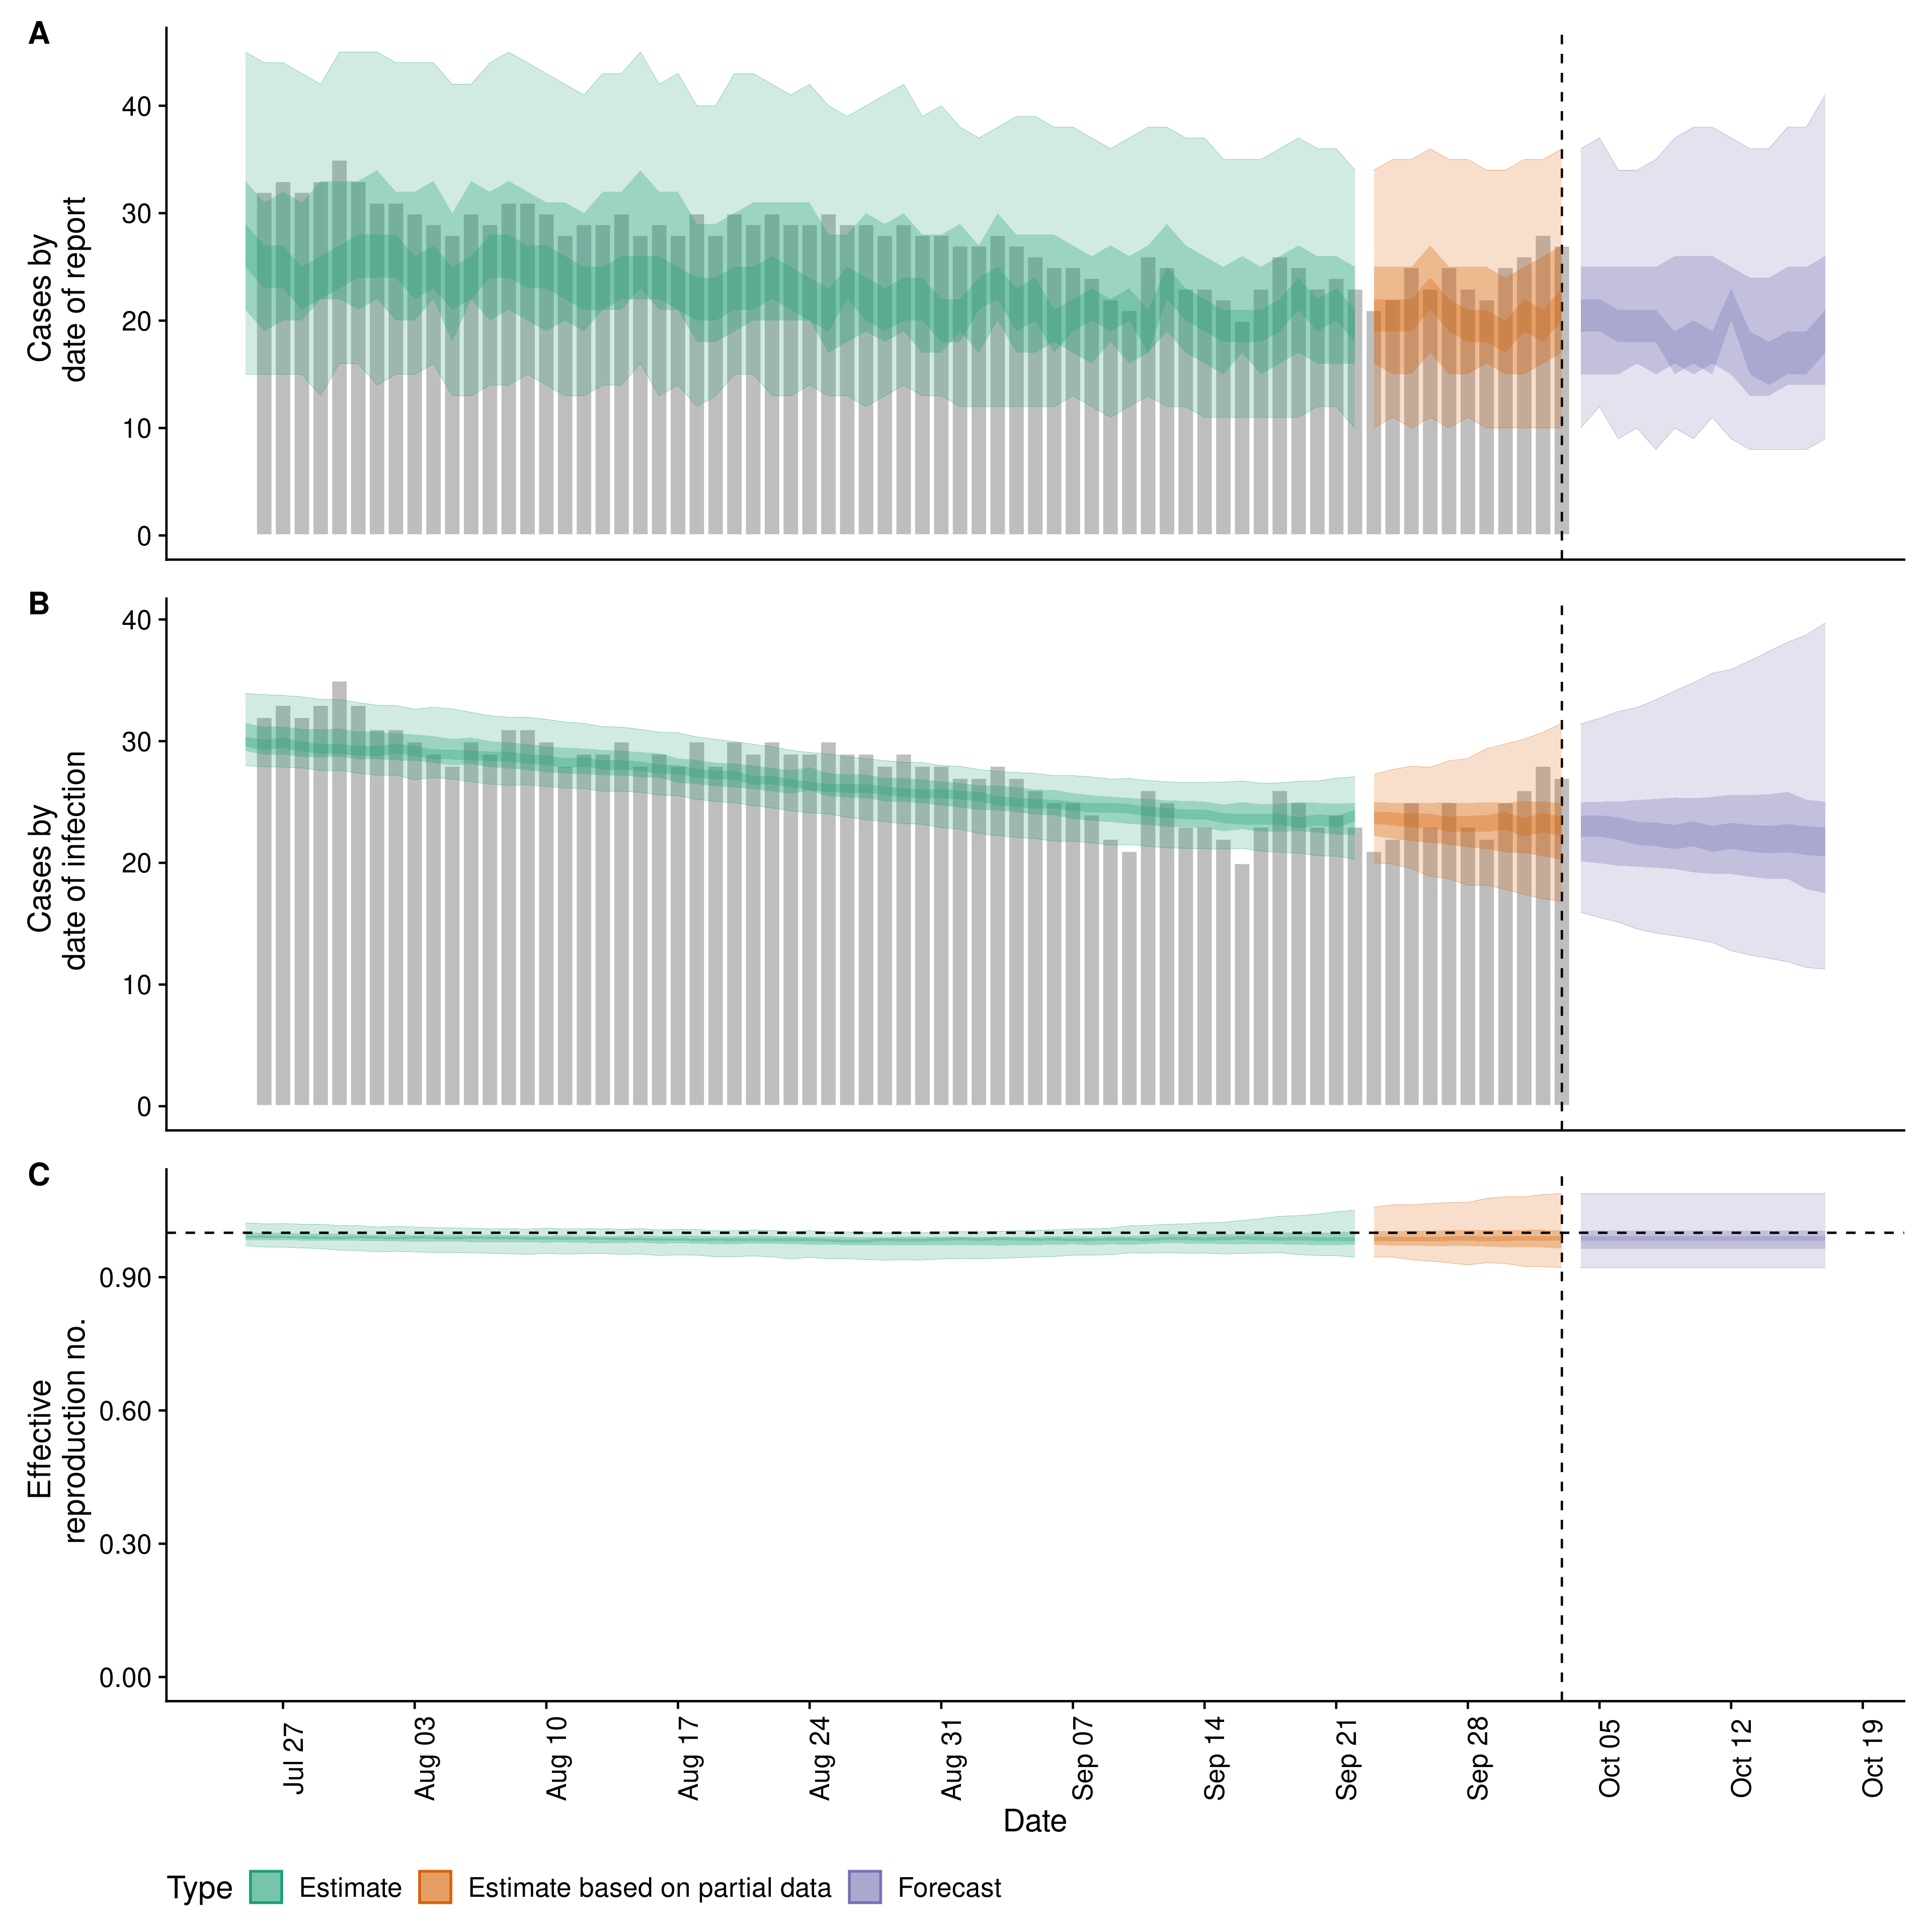 A
Cases by
date of report
40
30
20
10
0
B
Cases by
date of infection
40
30
20
10
0
C
Effective
reproduction no.
0.90
0.60
0.30
0.00
Jul 27
Aug 03
Aug 10
Aug 17
Aug 24
Aug 31
Sep 07
Sep 14
Sep 21
Sep 28
Oct 05
Oct 12
Oct 19
Date
Type Estimate Estimate based on partial data Forecast